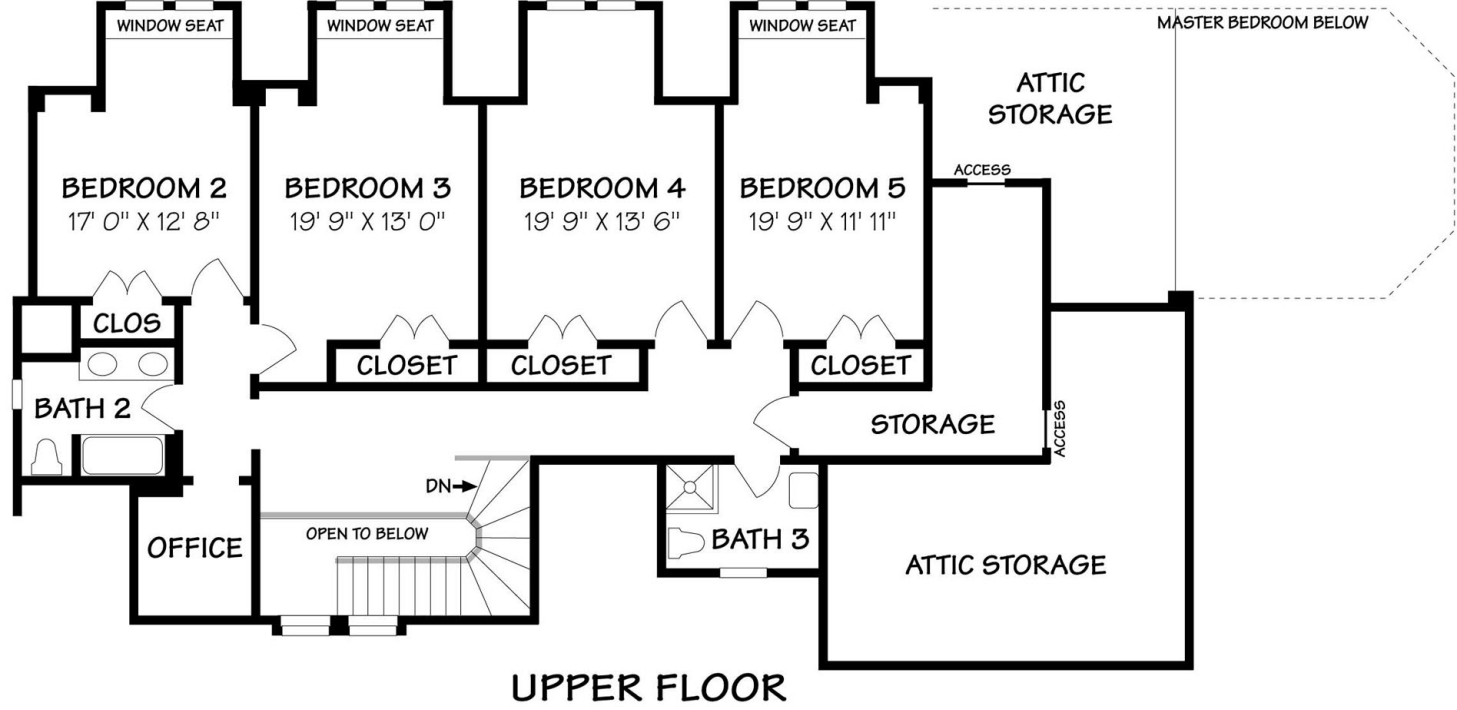 WINDOW SEAT
WINDOW SEAT
WINDOW SEAT
MASTER BEDROOM BELOW
ATTIC
STORAGE
ACCESS
BEDROOM 2
17' 0" X 12' 8"
BEDROOM 3
19' 9" X 13' 0"
BEDROOM 4
19' 9" X 13' 6"
BEDROOM 5
19' 9" X 11' 11"
CLOS
CLOSET
CLOSET
CLOSET
BATH 2
STORAGE
ACCESS
DN
OPEN TO BELOW
OFFICE
BATH 3
ATTIC STORAGE
UPPER FLOOR